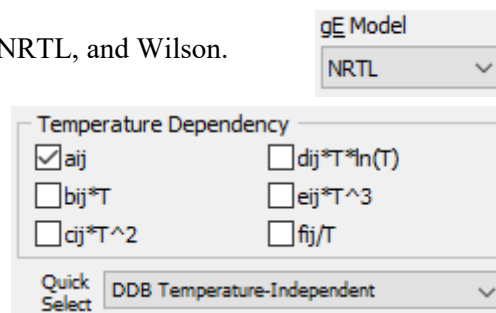 gE Model
NRTL, and Wilson.
NRTL
Temperature Dependency
aij
dij*T*ln(T)
bij*T
eij*T^3
cij*T^2
fij/T
Quick Select
DDB Temperature-Independent